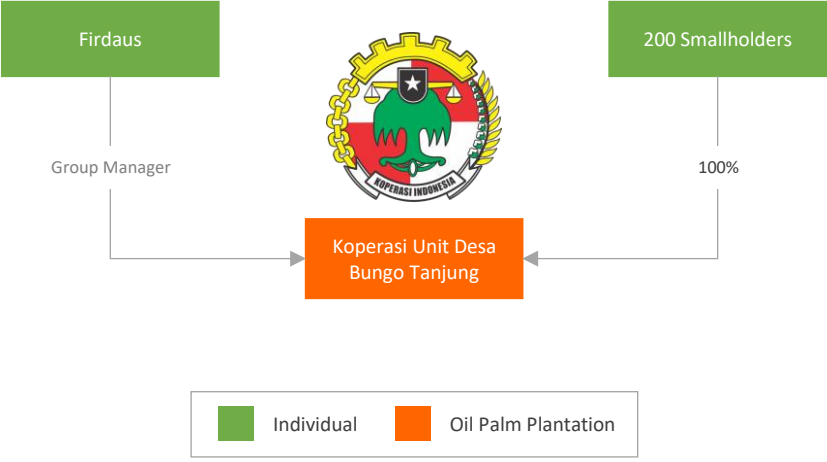 Firdaus
200 Smallholders
KOPERASI INDONESIA
Group Manager
100%
Koperasi Unit Desa
Bungo Tanjung
Individual
Oil Palm Plantation